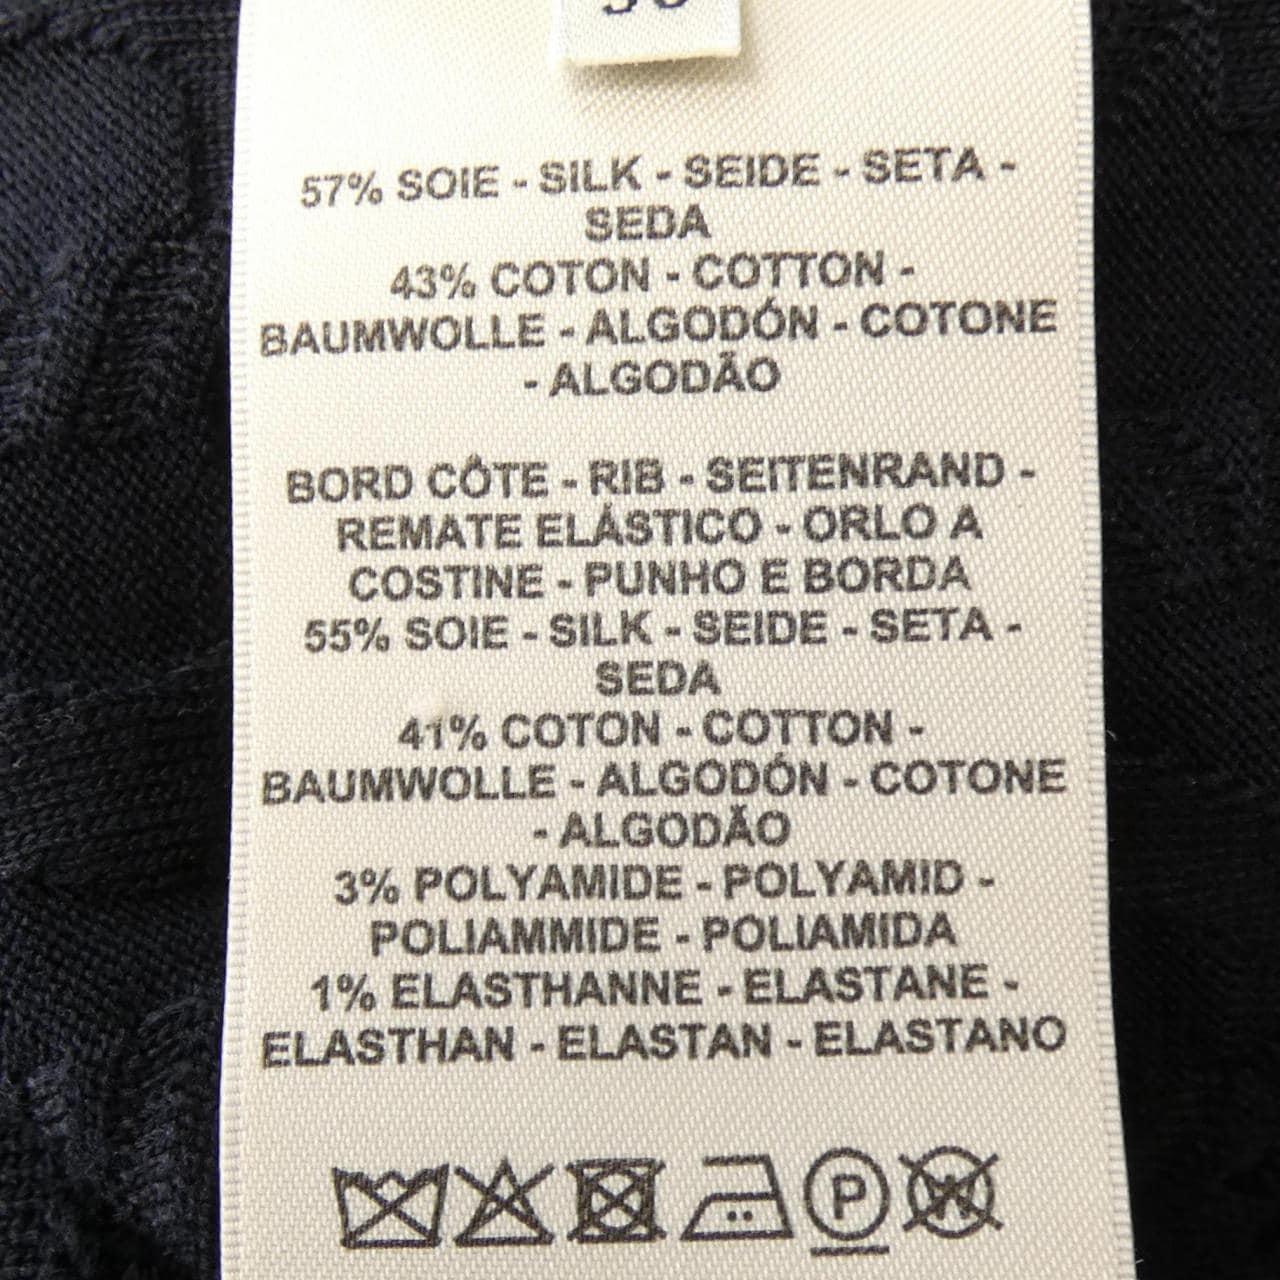 57% SOIE - SILK - SEIDE - SETA -
SEDA
43% COTON - COTTON -
BAUMWOLLE - ALGODÓN - COTONE
- ALGODÃO
BORD CÔTE - RIB - SEITENRAND -
REMATE ELÁSTICO - ORLO A
COSTINE - PUNHO E BORDA
55% SOIE - SILK - SEIDE - SETA -
SEDA
41% COTON - COTTON -
BAUMWOLLE - ALGODÓN - COTONE
- ALGODÃO
3% POLYAMIDE - POLYAMID -
POLIAMMIDE - POLIAMIDA
1% ELASTHANNE - ELASTANE -
ELASTHAN - ELASTAN - ELASTANO
P W